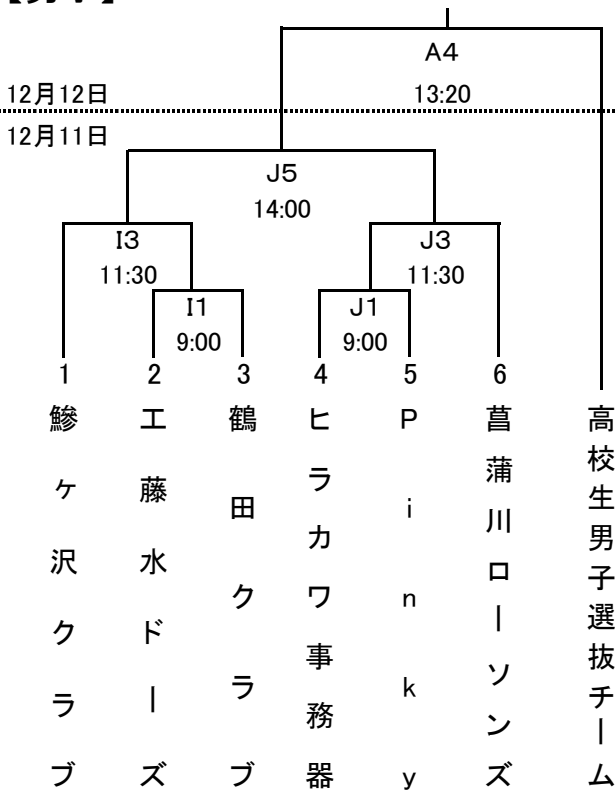 A4
12月12日 13:20
12月11日
J5
14:00
I3 J3
11:30 11:30
I1 J1
9:00 9:00
1 2 3 4 5 6
鰺ヶ沢クラブ
工藤水ドーズ
鶴田クラブ
ヒラカワ事務器
Pinky
菖蒲川ローソンズ
高校生男子選抜チーム